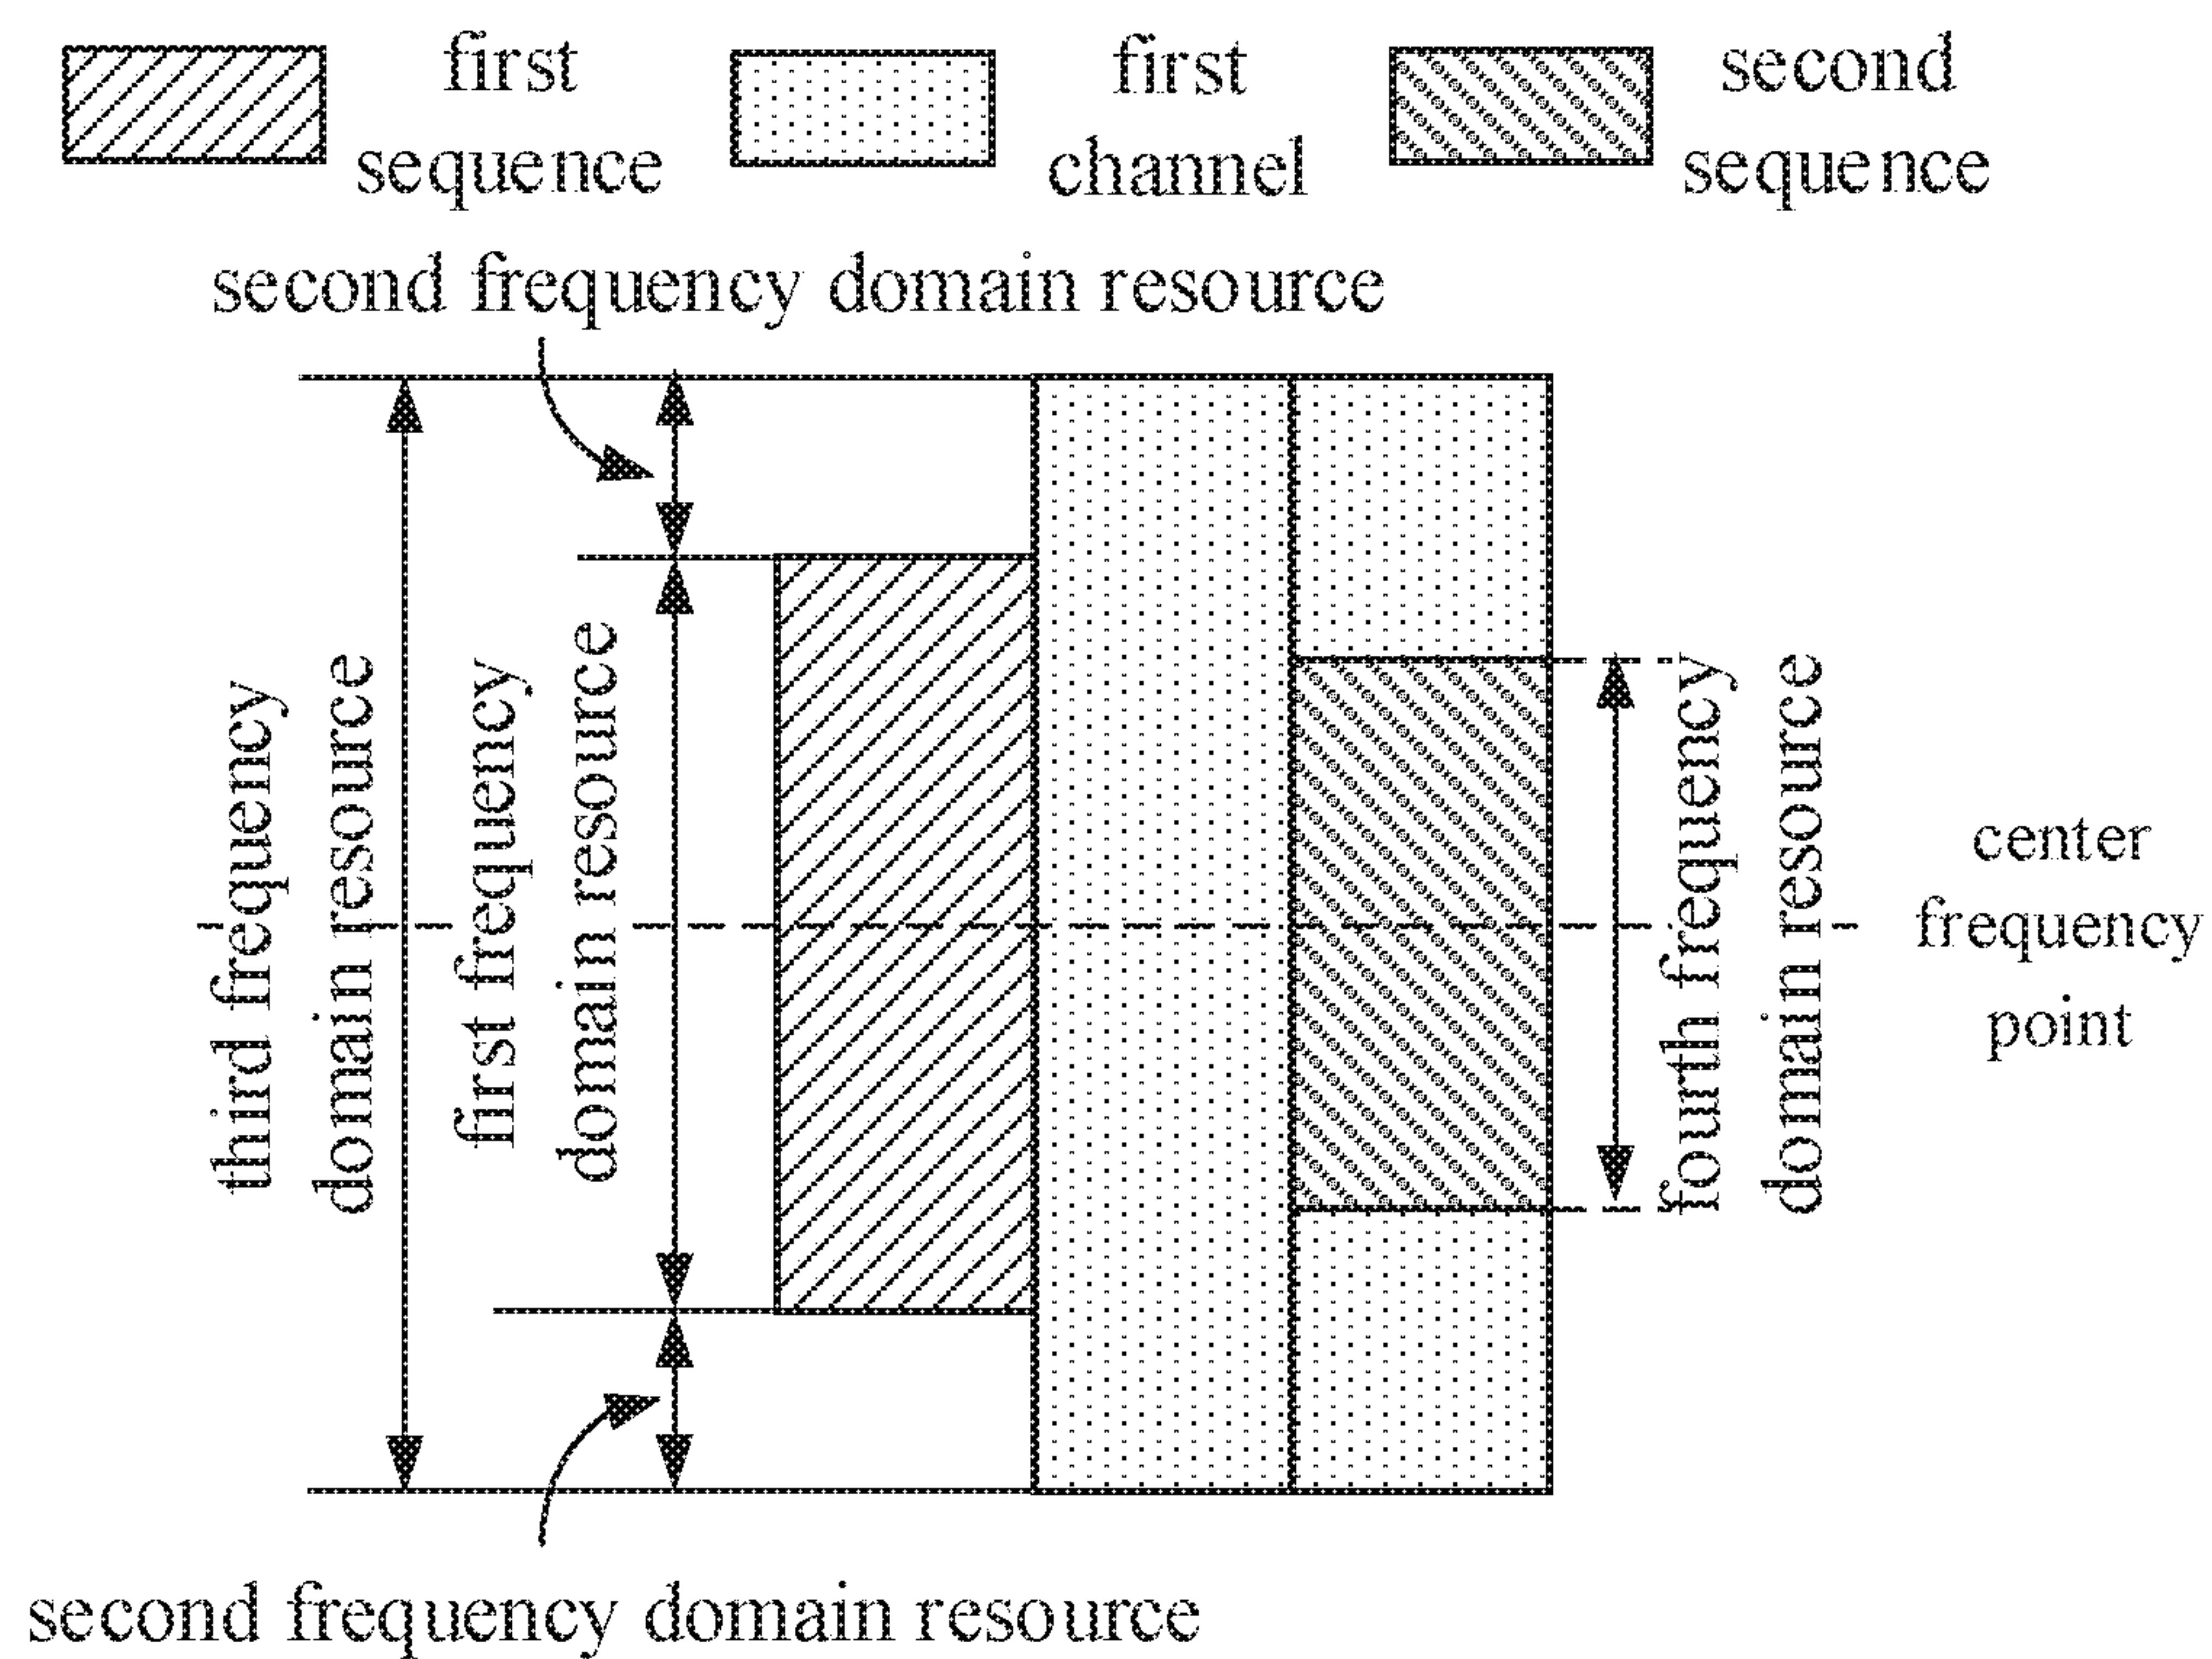 first
sequence
first
channel
second
sequence
second frequency domain resource
third frequency
domain resource
first frequency
domain resource
fourth frequency
domain resource
center
frequency
point
second frequency domain resource